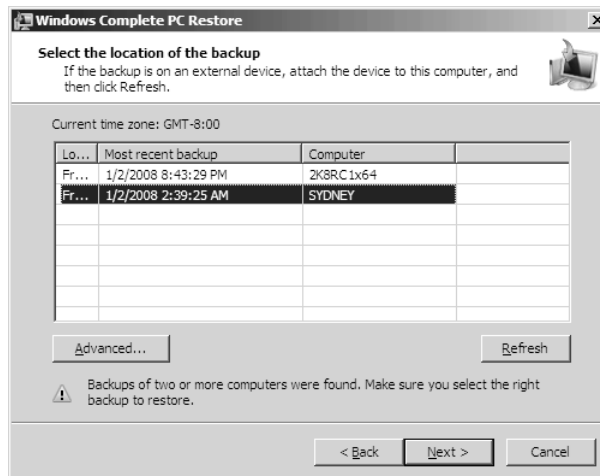 Windows Complete PC Restore
Select the location of the backup
If the backup is on an external device, attach the device to this computer, and
then click Refresh.
Current time zone: GMT-8:00
Lo... Most recent backup Computer
Fr... 1/2/2008 8:43:29 PM 2K8RC1x64
Fr... 1/2/2008 2:39:25 AM SYDNEY
Advanced... Refresh
Backups of two or more computers were found. Make sure you select the right
backup to restore.
< Back Next > Cancel